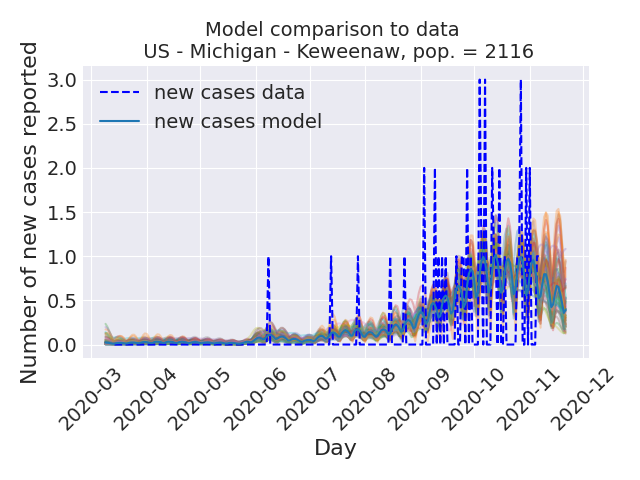 Model comparison to data
US - Michigan - Keweenaw, pop. = 2116
Number of new cases reported
3.0
2.5
2.0
1.5
1.0
0.5
0.0
new cases data
new cases model
2020-03
2020-04
2020-05
2020-06
2020-07
2020-08
2020-09
2020-10
2020-11
2020-12
Day